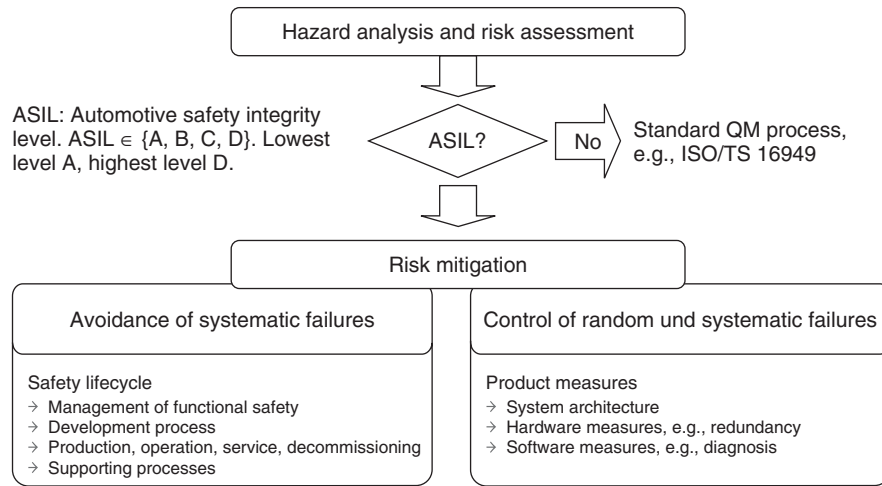 Hazard analysis and risk assessment
ASIL: Automotive safety integrity
level. ASIL ∈ {A, B, C, D}. Lowest
level A, highest level D.
ASIL?
No
Standard QM process,
e.g., ISO/TS 16949
Risk mitigation
Avoidance of systematic failures
Safety lifecycle
→ Management of functional safety
→ Development process
→ Production, operation, service, decommissioning
→ Supporting processes
Control of random und systematic failures
Product measures
→ System architecture
→ Hardware measures, e.g., redundancy
→ Software measures, e.g., diagnosis